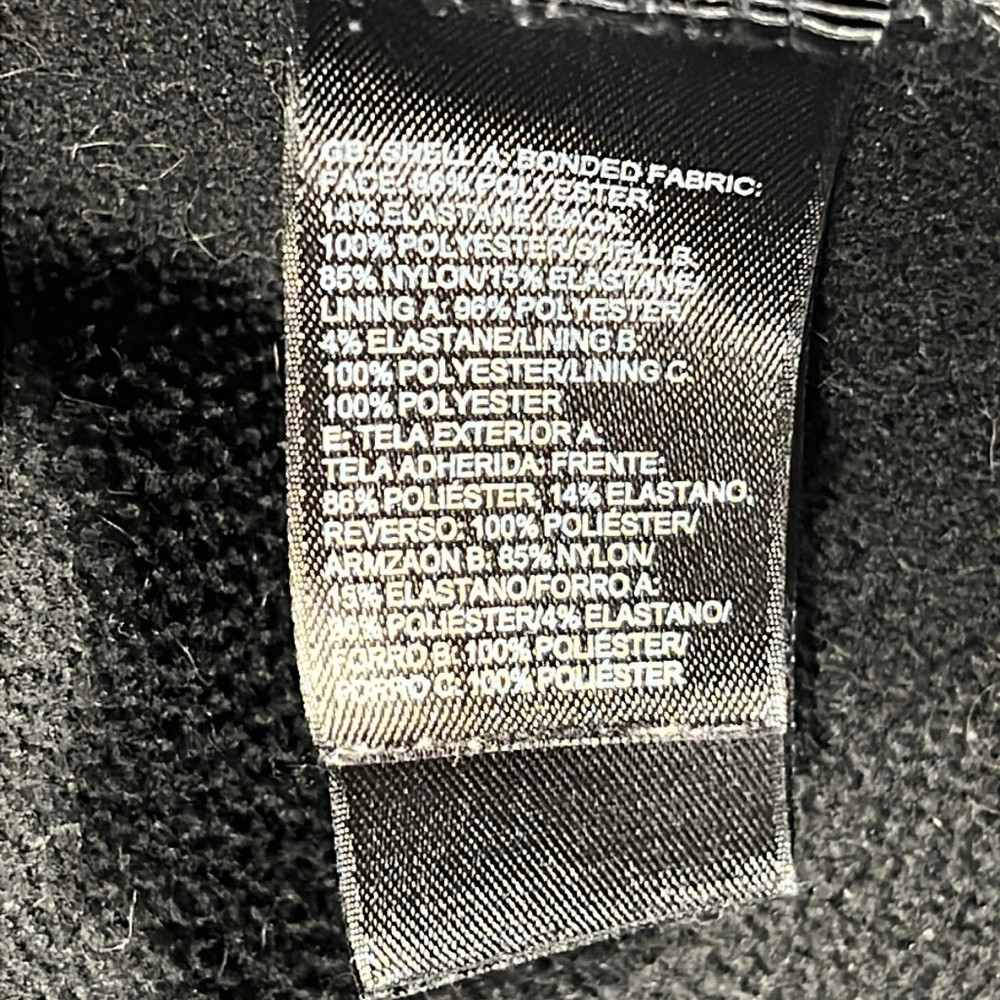 GB: SHELL A: BONDED FABRIC:
FACE: 86% POLYESTER,
14% ELASTANE. BACK:
100% POLYESTER/SHELL B:
85% NYLON/15% ELASTANE/
LINING A: 96% POLYESTER/
4% ELASTANE/LINING B:
100% POLYESTER/LINING C:
100% POLYESTER
E: TELA EXTERIOR A:
TELA ADHERIDA: FRENTE:
86% POLIÉSTER, 14% ELASTANO.
REVERSO: 100% POLIÉSTER/
ARMZAÓN B: 85% NYLON/
15% ELASTANO/FORRO A:
96% POLIÉSTER/4% ELASTANO/
FORRO B: 100% POLIÉSTER/
FORRO C: 100% POLIÉSTER